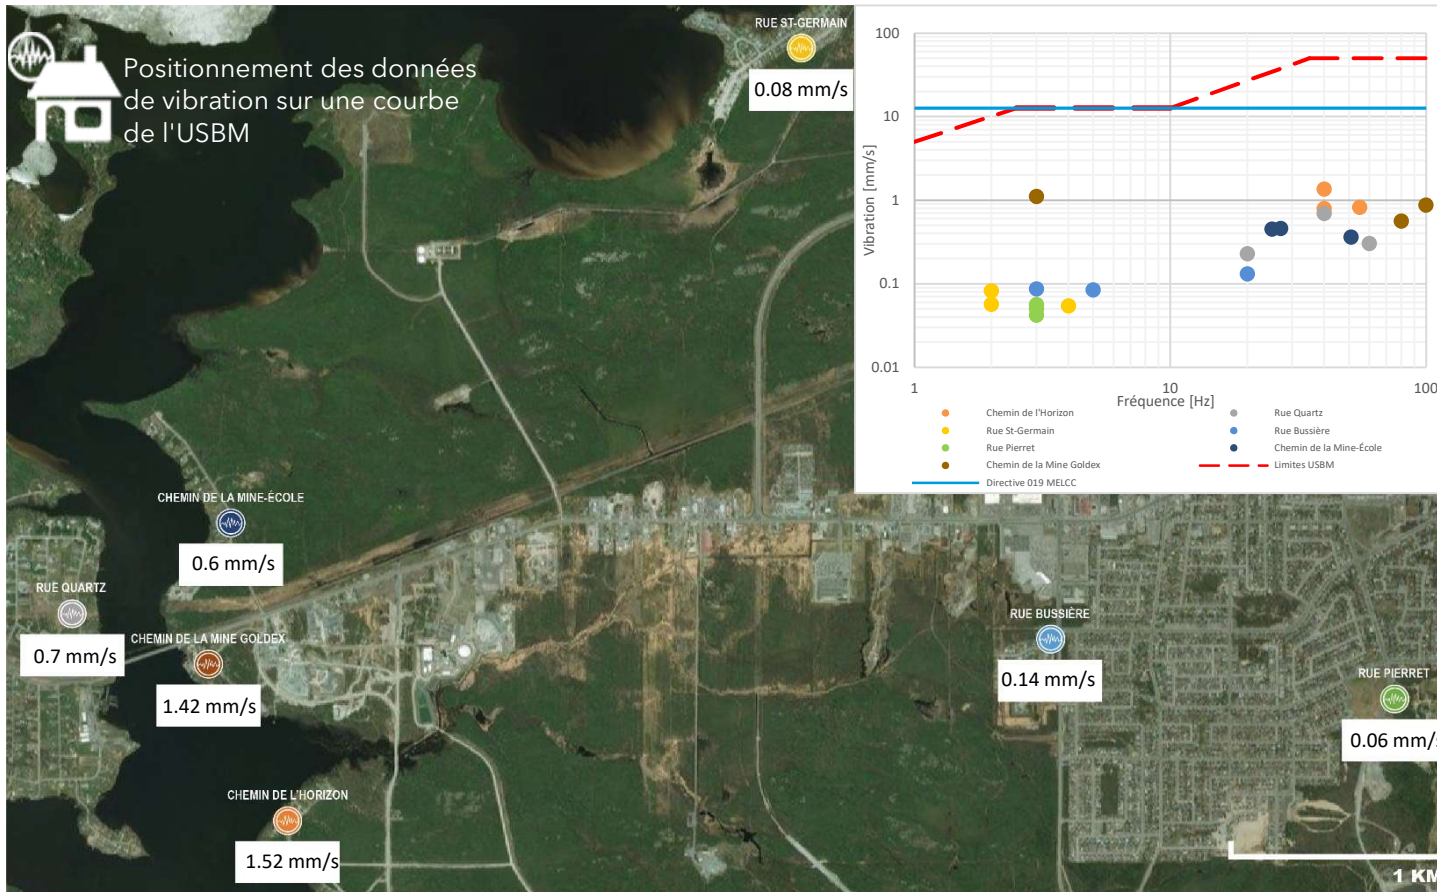 Positionnement des données
de vibration sur une courbe
de l'USBM
RUE ST-GERMAIN
0.08 mm/s
100
10
1
0.1
0.01
Vibration [mm/s]
1
10
100
Fréquence [Hz]
Chemin de l'Horizon
Rue Quartz
Rue St-Germain
Rue Bussière
Rue Pierret
Chemin de la Mine-École
Chemin de la Mine Goldex
Limites USBM
Directive 019 MELCC
CHEMIN DE LA MINE-ÉCOLE
0.6 mm/s
RUE QUARTZ
0.7 mm/s
CHEMIN DE LA MINE GOLDEX
1.42 mm/s
RUE BUSSIÈRE
0.14 mm/s
RUE PIERRET
0.06 mm/s
CHEMIN DE L'HORIZON
1.52 mm/s
1 KM